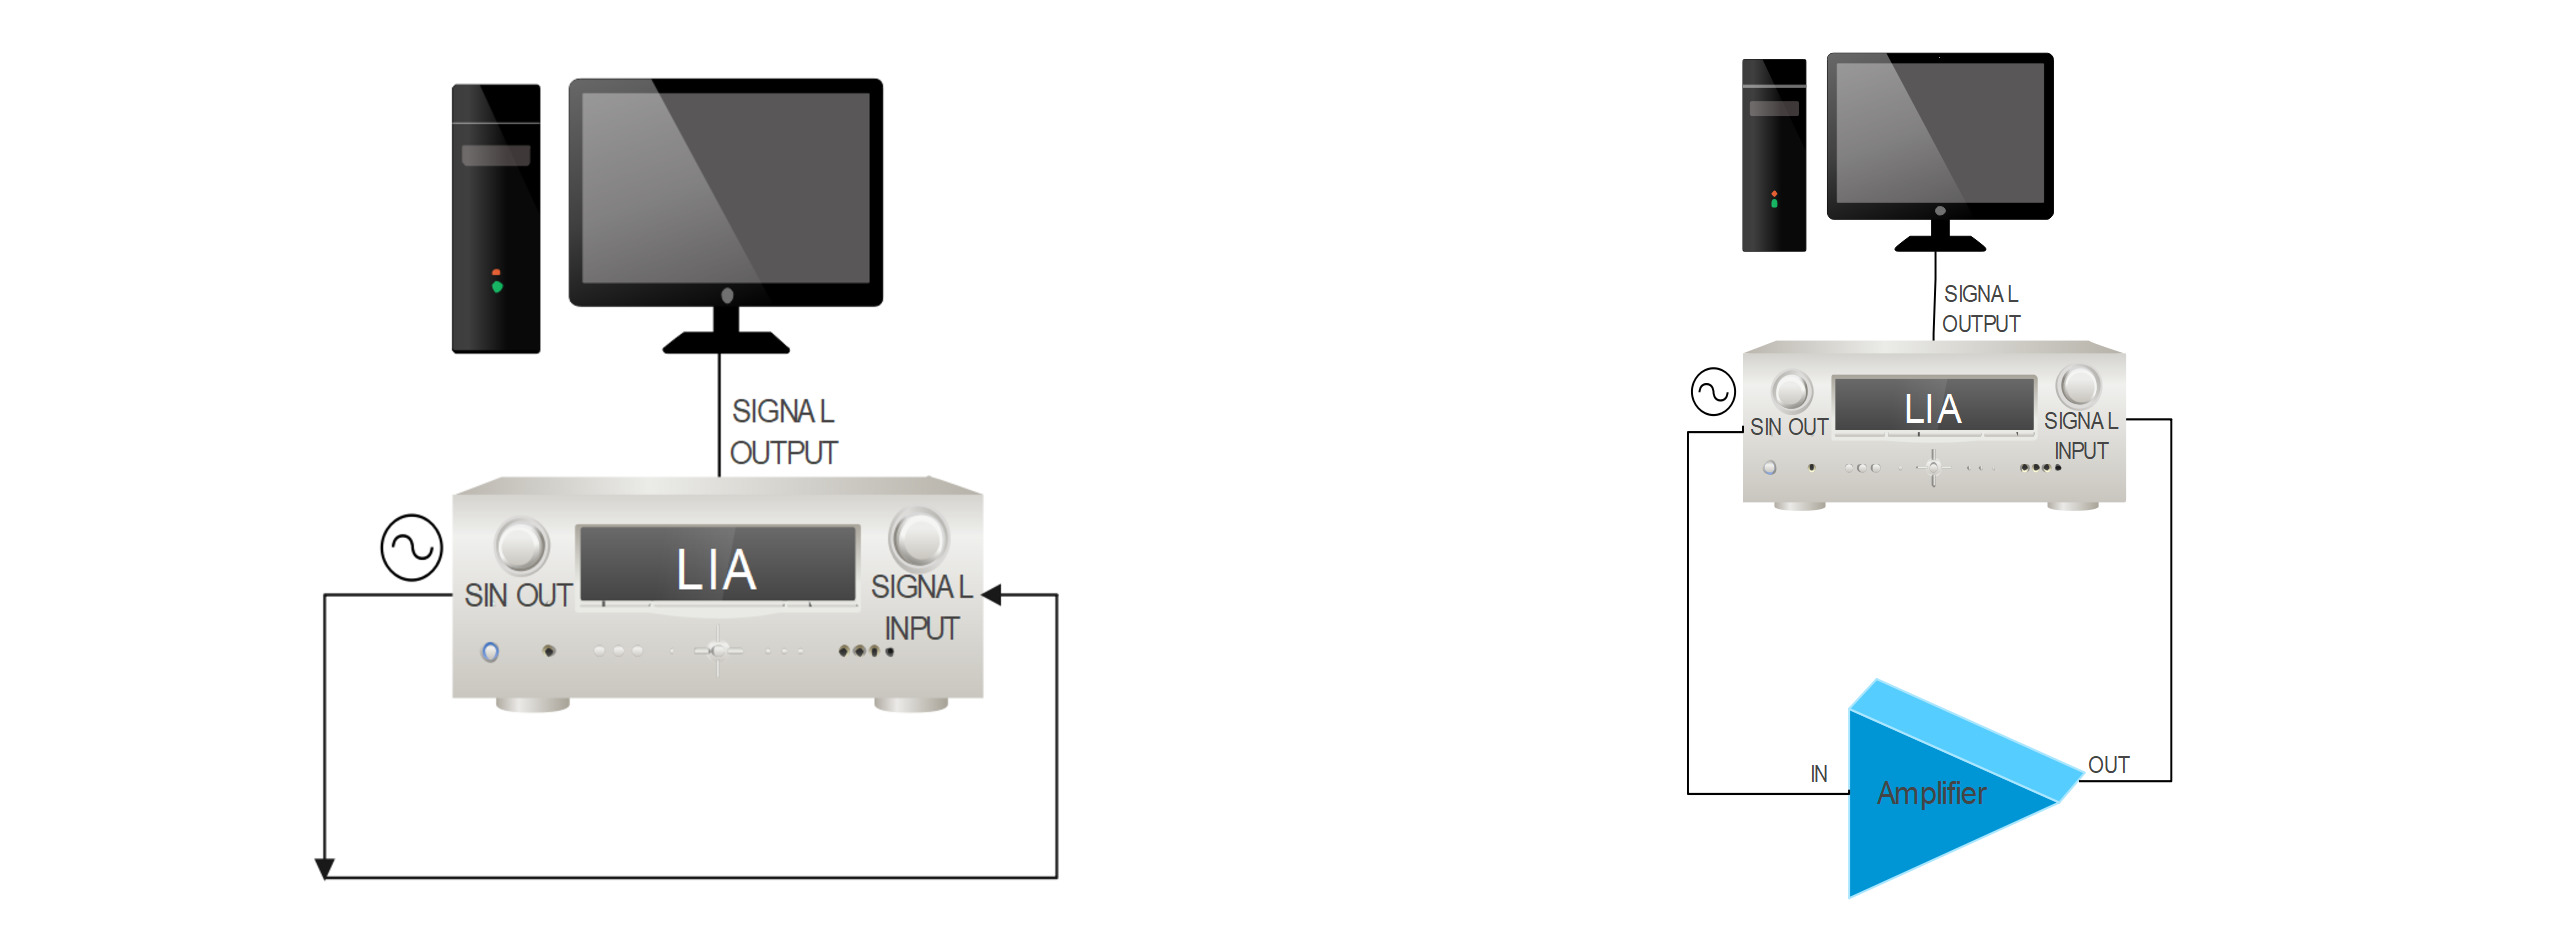 SIGNAL
OUTPUT
LIA
SIN OUT
SIGNAL
INPUT
SIGNAL
OUTPUT
LIA
SIN OUT
SIGNAL
INPUT
IN
Amplifier
OUT